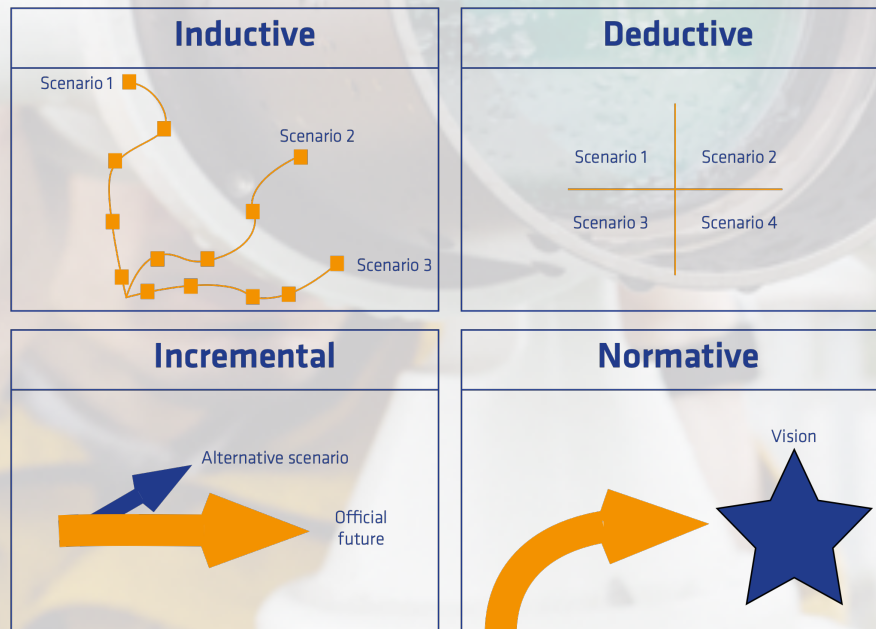 Inductive
Scenario 1
Scenario 2
Scenario 3
Deductive
Scenario 1
Scenario 2
Scenario 3
Scenario 4
Incremental
Alternative scenario
Official
future
Normative
Vision